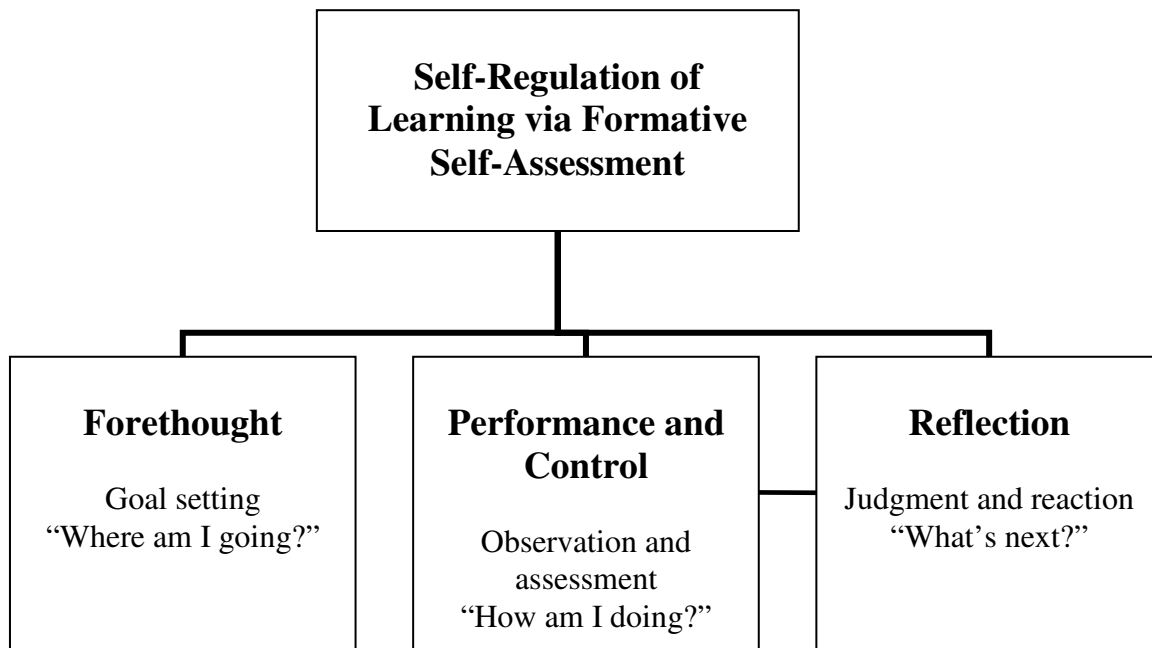 Self-Regulation of
Learning via Formative
Self-Assessment
Forethought
Goal setting
“Where am I going?”
Performance and
Control
Observation and
assessment
“How am I doing?”
Reflection
Judgment and reaction
“What’s next?”